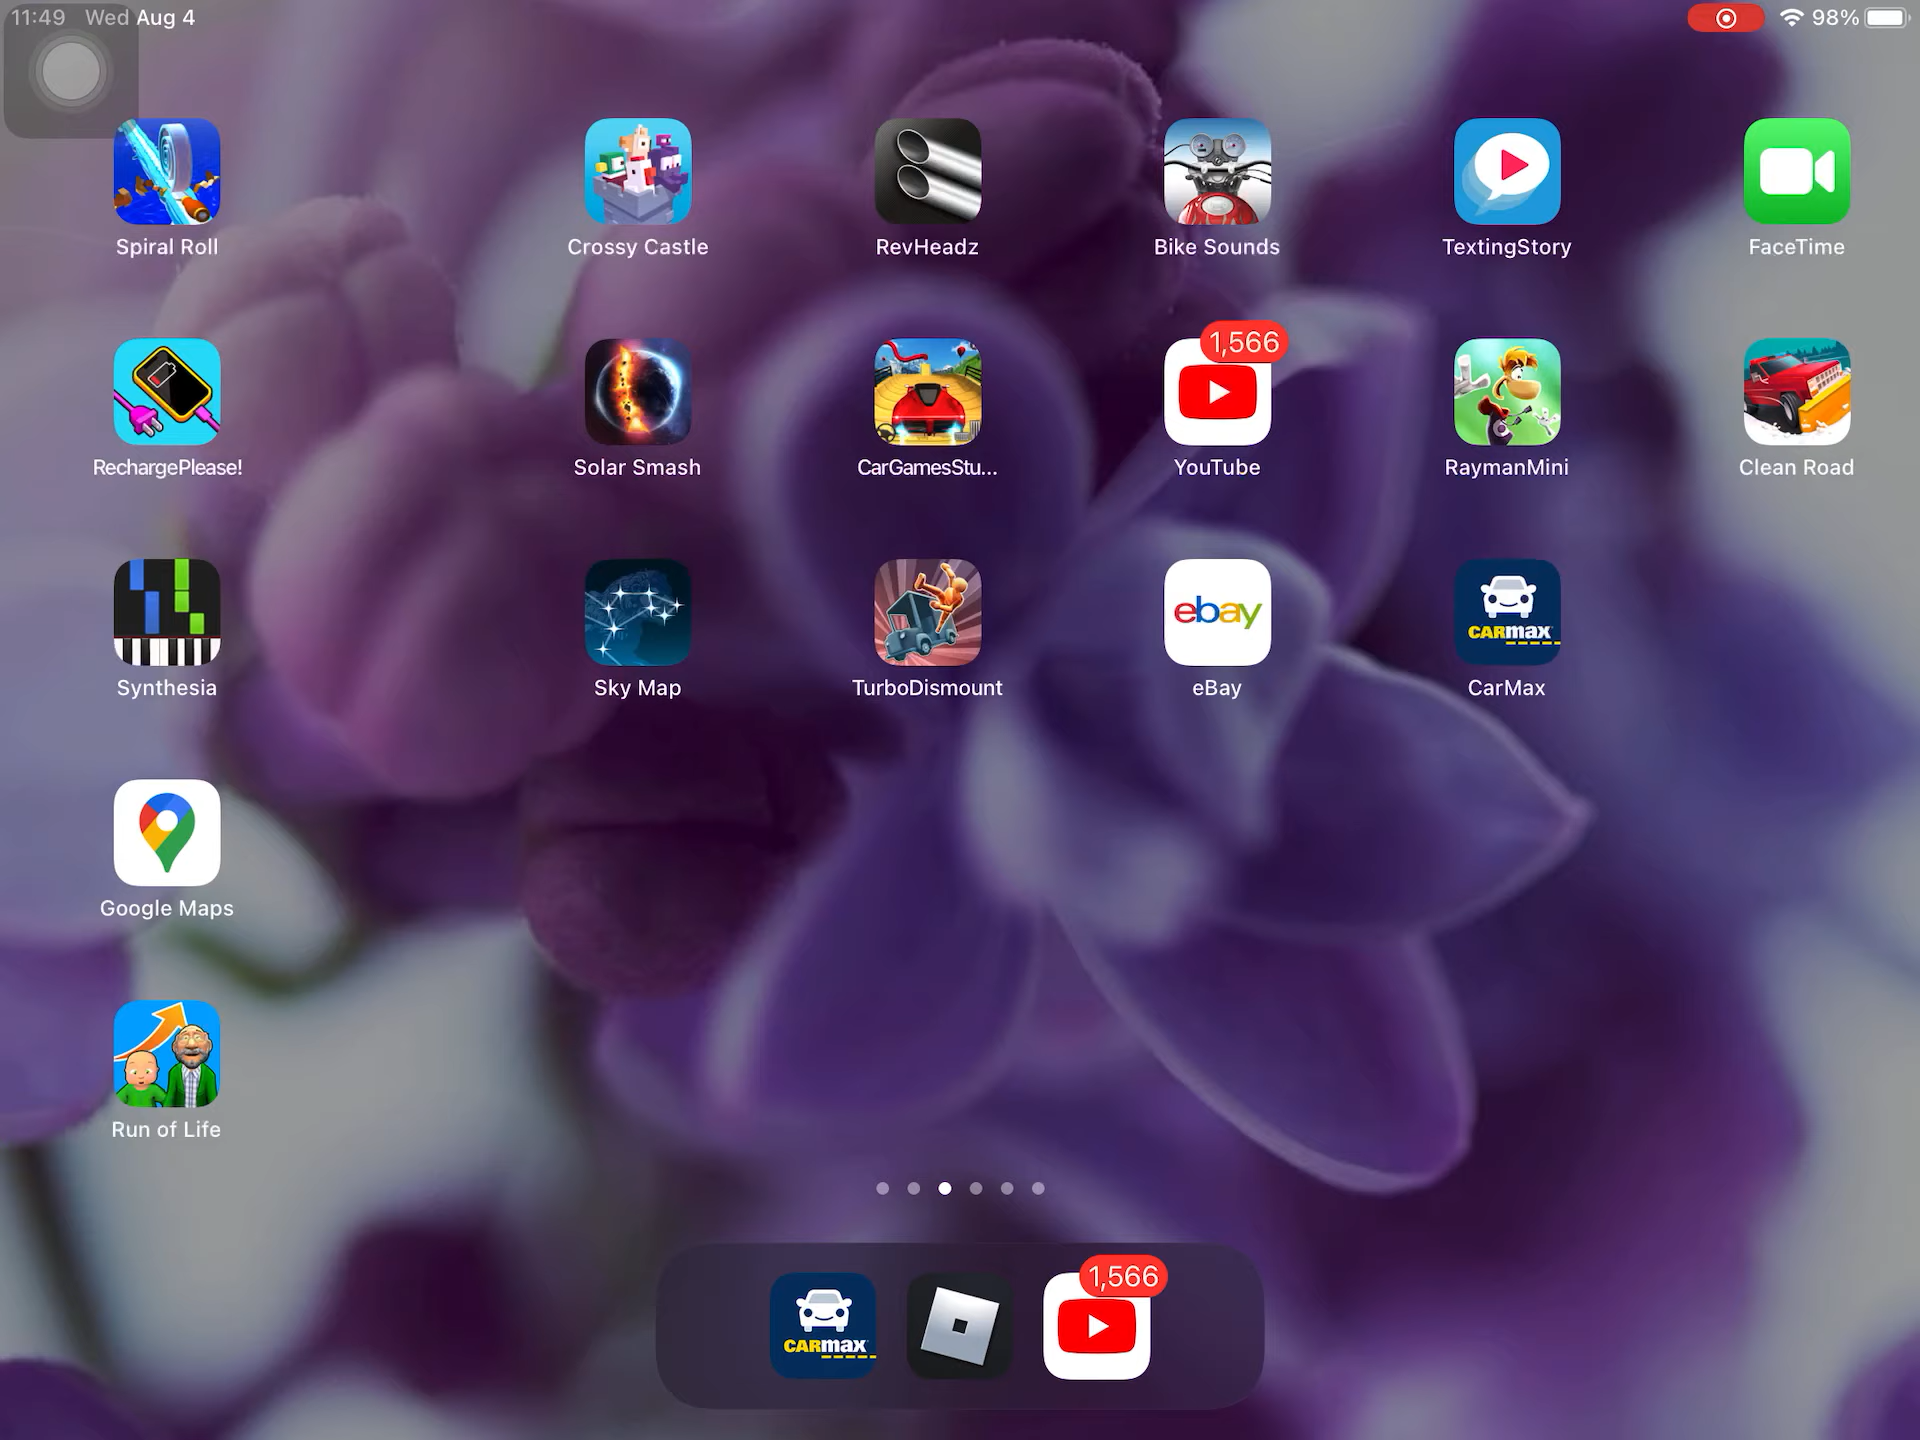 11:49 Wed Aug 4
98%
Spiral Roll
Crossy Castle
RevHeadz
Bike Sounds
TextingStory
FaceTime
1,566
RechargePlease!
Solar Smash
CarGamesStu...
YouTube
RaymanMini
Clean Road
ebay
CARMAX
Synthesia
Sky Map
TurboDismount
eBay
CarMax
Google Maps
Run of Life
1,566
CARMAX